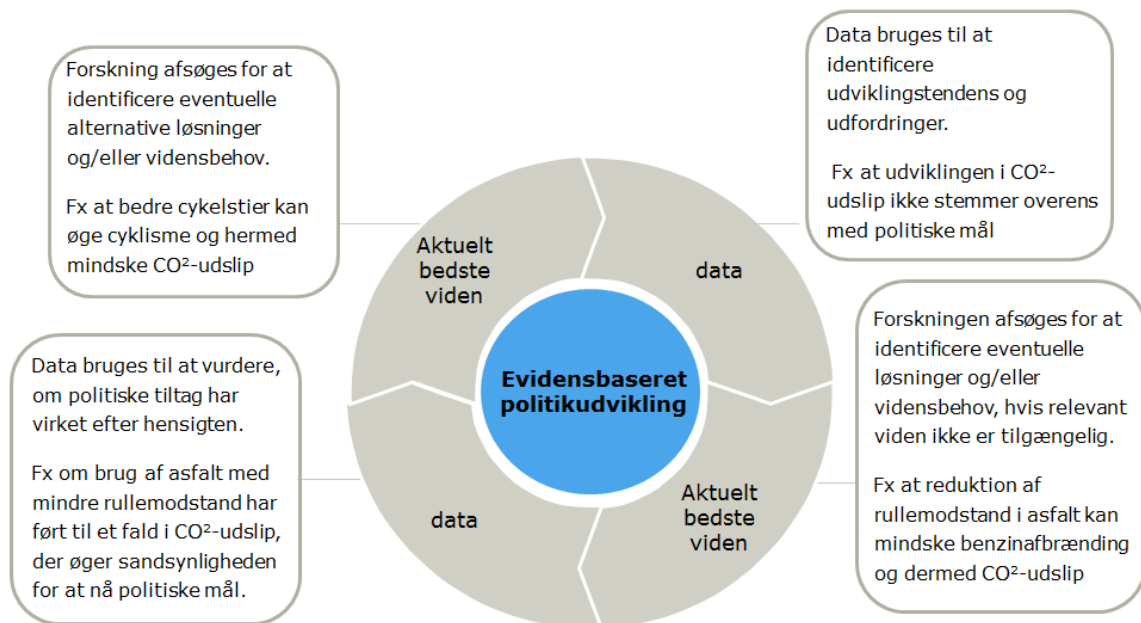 Forskning afsøges for at
identificere eventuelle
alternative løsninger
og/eller vidensbehov.
Fx at bedre cykelstier kan
øge cyklisme og hermed
mindske CO²-udslip
Data bruges til at
identificere
udviklingstendens og
udfordringer.
Fx at udviklingen i CO²-
udslip ikke stemmer overens
med politiske mål
Aktuelt
bedste
viden
data
Evidensbaseret
politikudvikling
Data bruges til at vurdere,
om politiske tiltag har
virket efter hensigten.
Fx om brug af asfalt med
mindre rullemodstand har
ført til et fald i CO²-udslip,
der øger sandsynligheden
for at nå politiske mål.
data
Aktuelt
bedste
viden
Forskningen afsøges for at
identificere eventuelle
løsninger og/eller
vidensbehov, hvis relevant
viden ikke er tilgængelig.
Fx at reduktion af
rullemodstand i asfalt kan
mindske benzinafbrænding
og dermed CO²-udslip